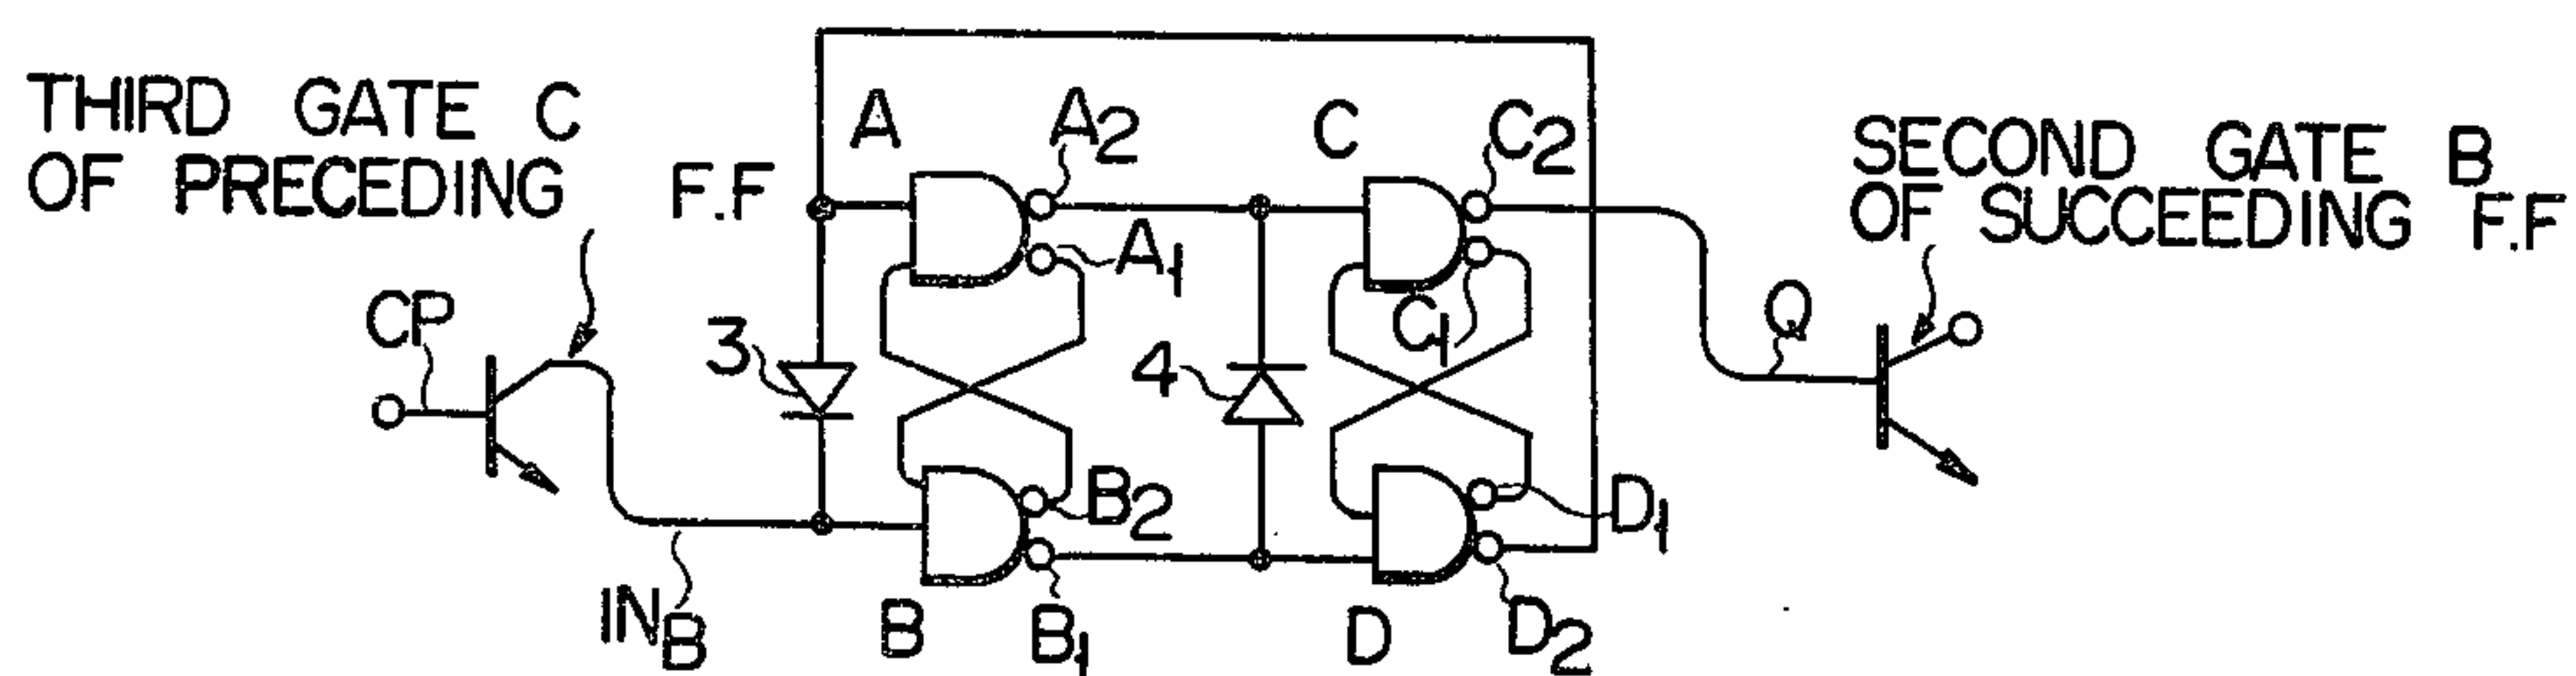 THIRD GATE C
OF PRECEDING F.F
SECOND GATE B
OF SUCCEEDING F.F
A
A2
A1
C
C2
C1
CP
3
4
Q
INB
B
B2
B1
D
D1
D2